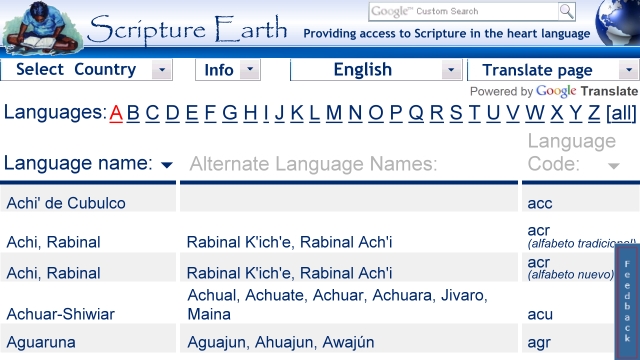 Scripture Earth
Google™ Custom Search
Providing access to Scripture in the heart language
Select Country
Info
English
Translate page
Powered by Google Translate
Languages: A B C D E F G H I J K L M N O P Q R S T U V W X Y Z [all]
Language name:
Alternate Language Names:
Language
Code:
Achi' de Cubulco
acc
Achi, Rabinal
Rabinal K'ich'e, Rabinal Ach'i
acr
(alfabeto tradicional)
Achi, Rabinal
Rabinal K'ich'e, Rabinal Ach'i
acr
(alfabeto nuevo)
Achuar-Shiwiar
Achual, Achuate, Achuar, Achuara, Jivaro,
Maina
acu
Aguaruna
Aguajun, Ahuajun, Awajún
agr
Feedback